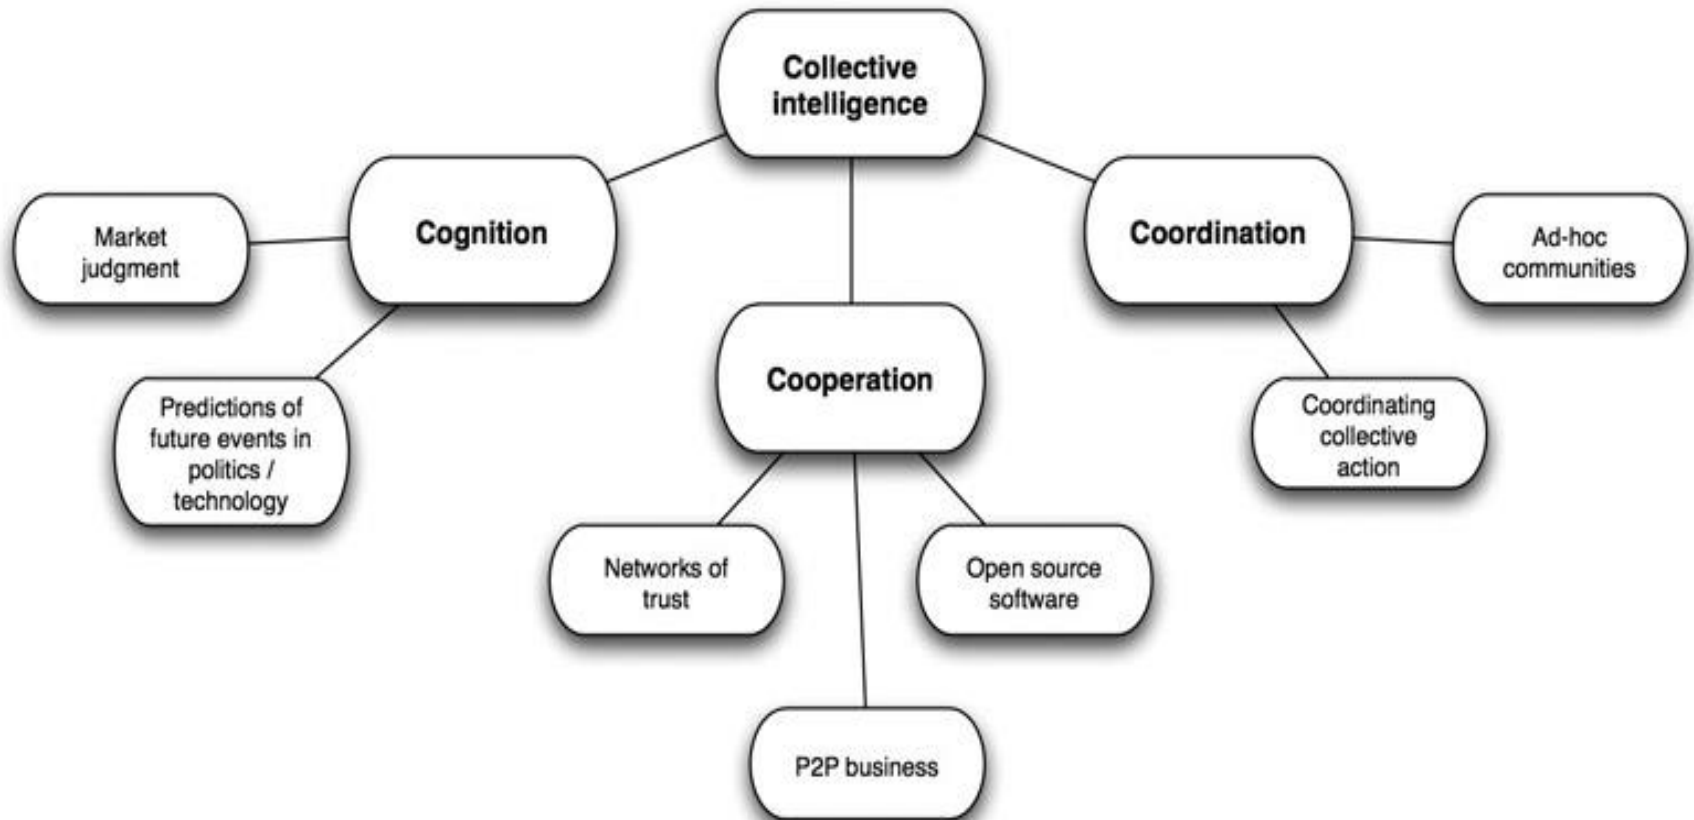 Collective
intelligence
Cognition
Market
judgment
Predictions of
future events in
politics /
technology
Cooperation
Networks of
trust
P2P business
Open source
software
Coordination
Ad-hoc
communities
Coordinating
collective
action